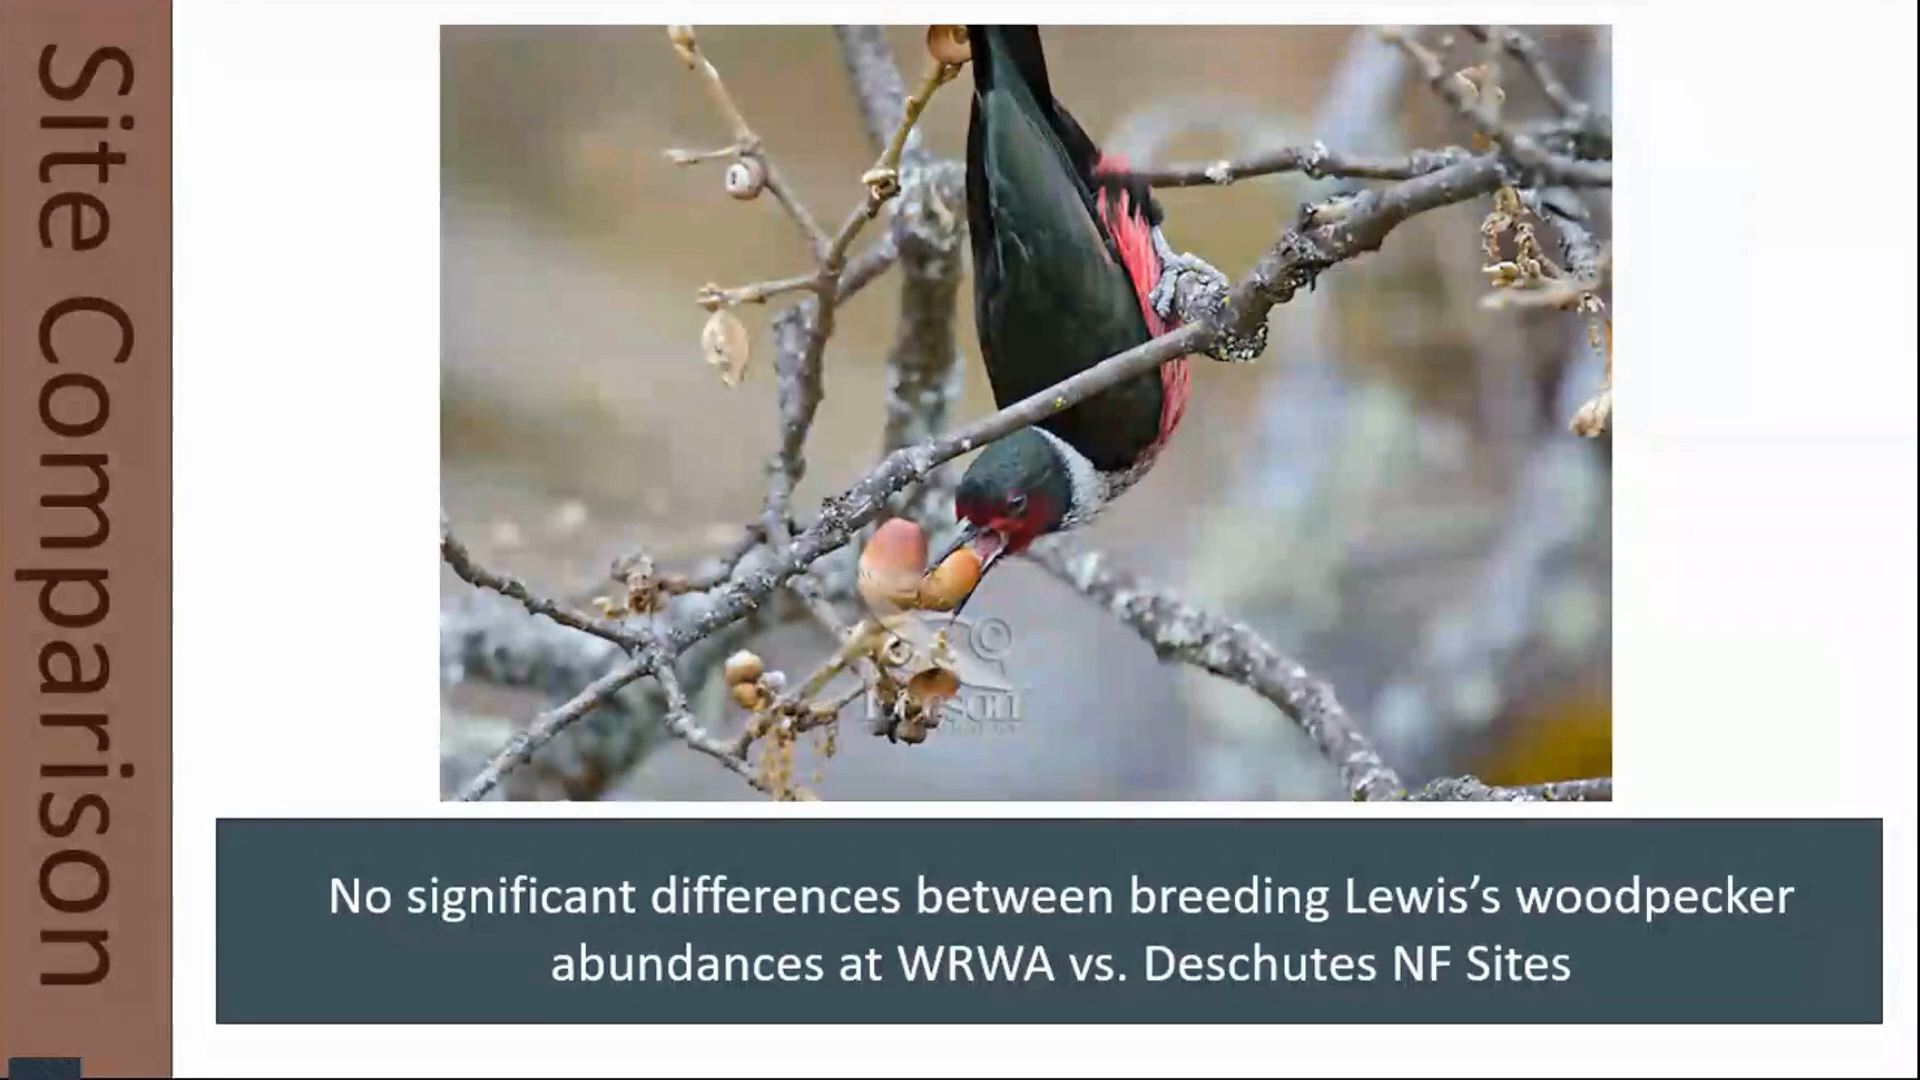 Site Comparison
No significant differences between breeding Lewis’s woodpecker
abundances at WRWA vs. Deschutes NF Sites